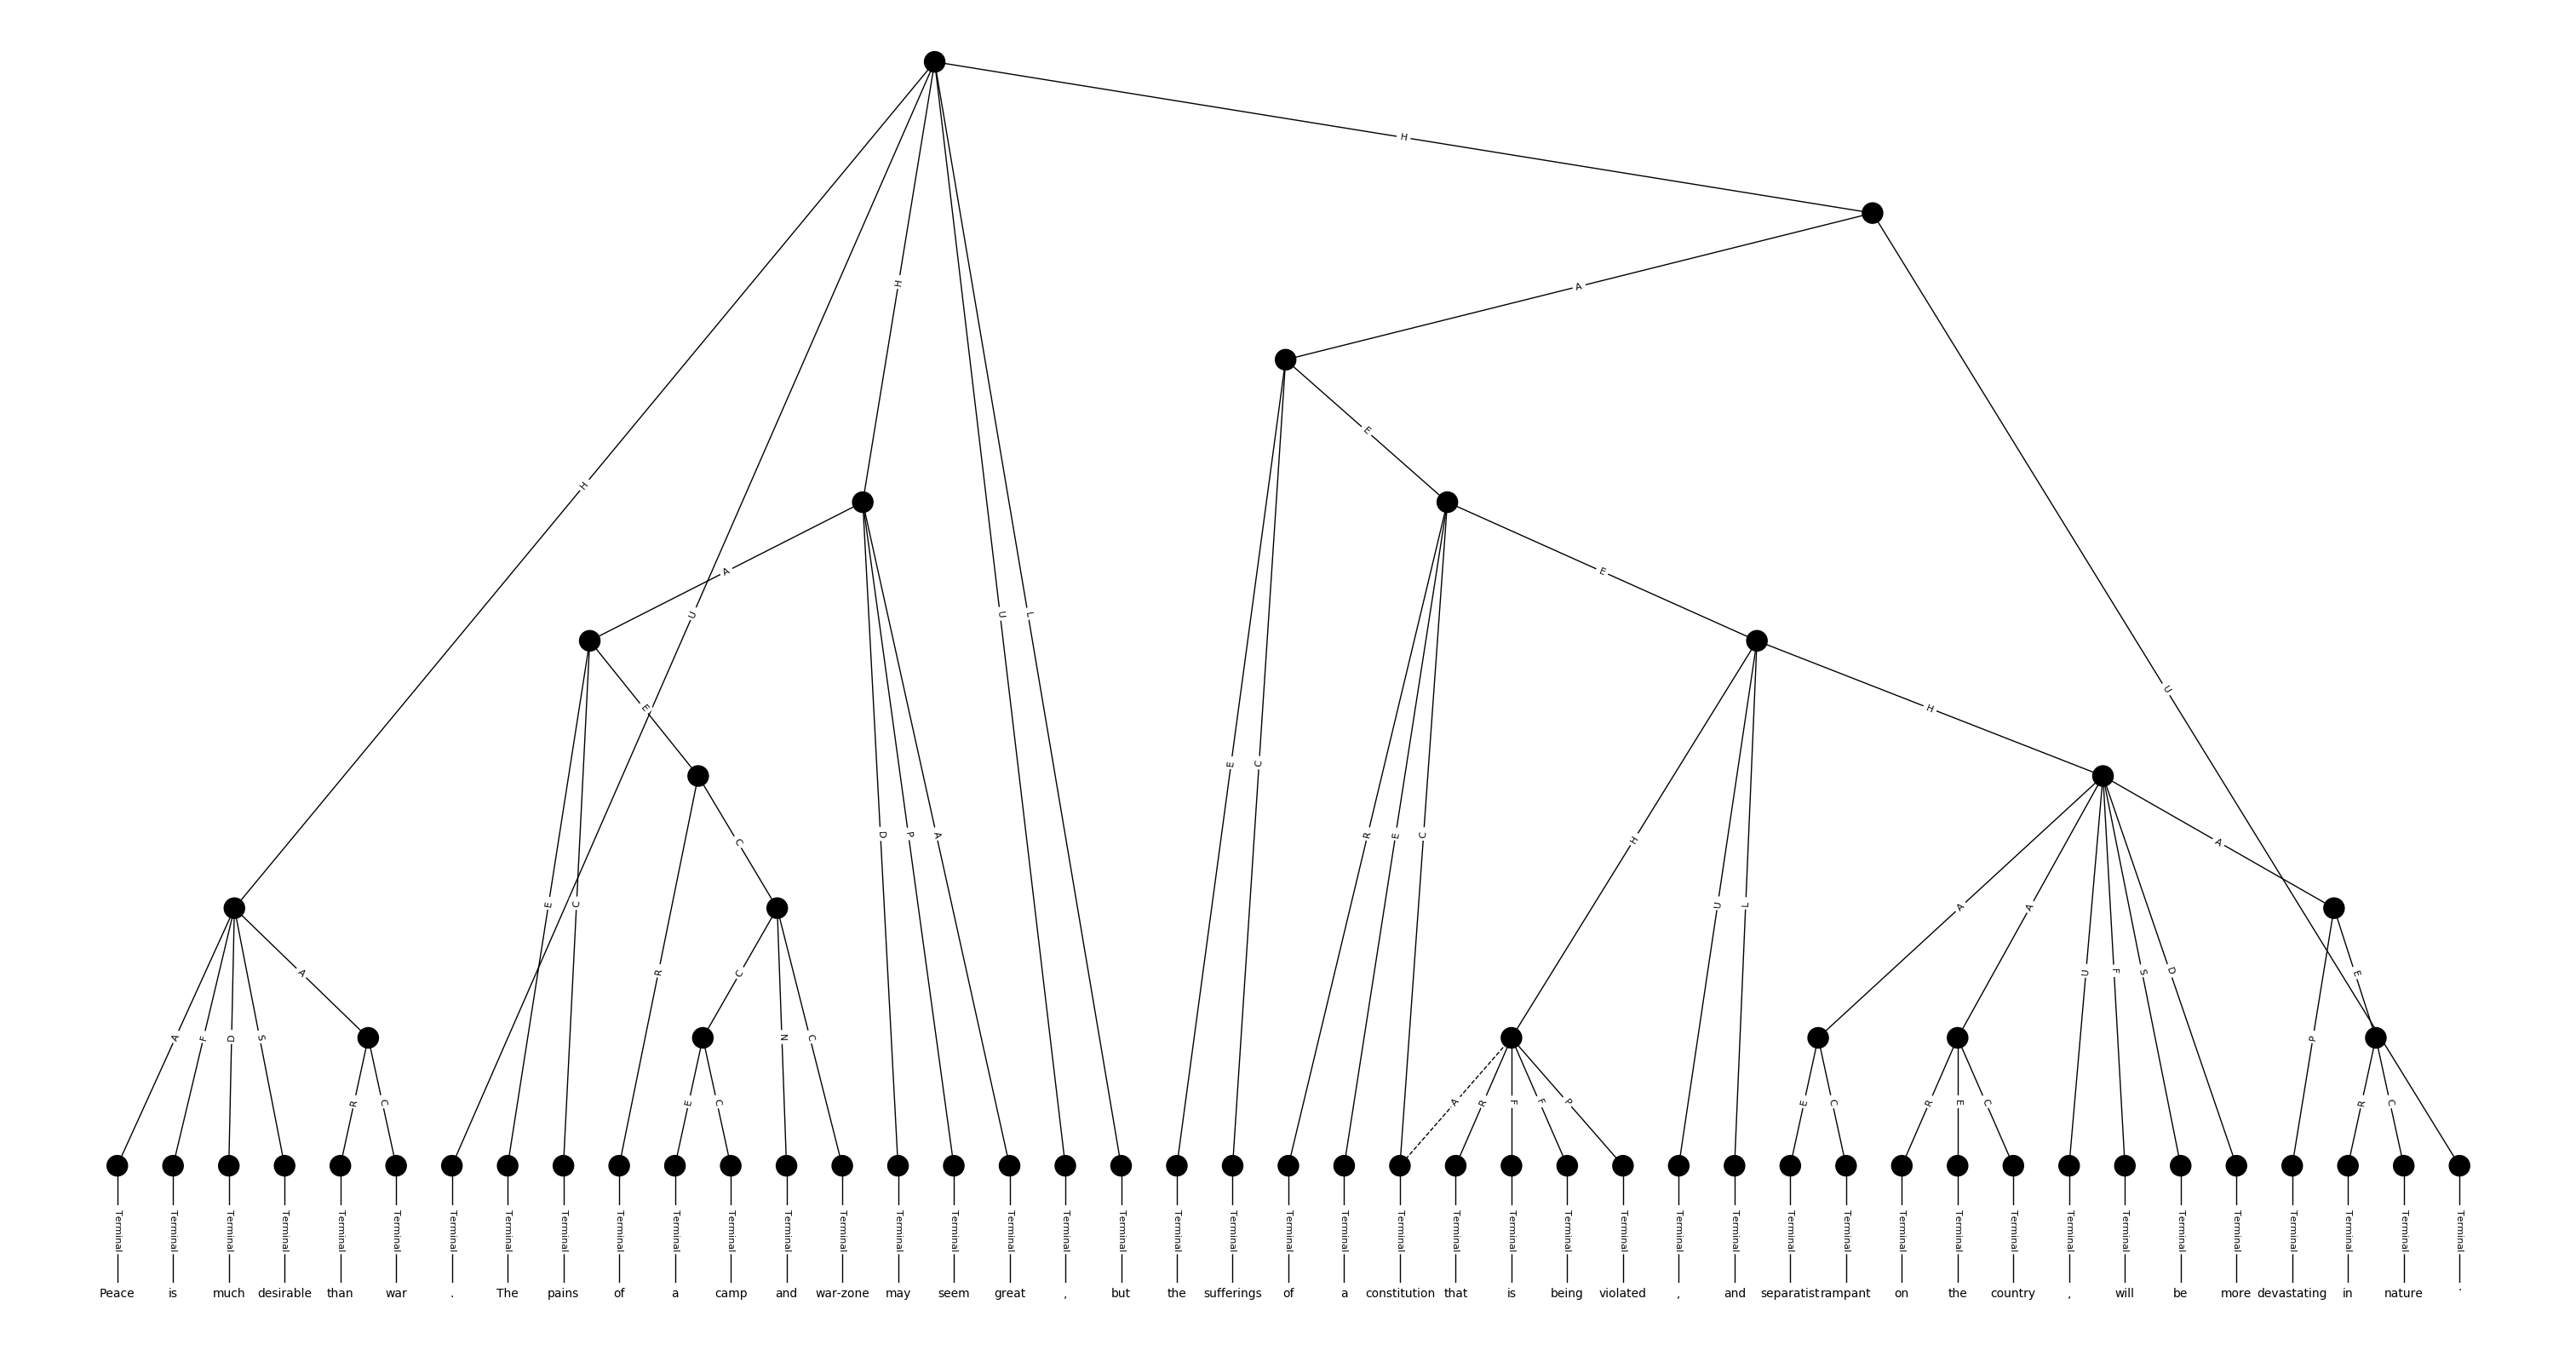 H
H
A
H
E
A
E
U
U
L
U
E
H
E
C
C
H
A
D
P
A
R
E
C
E
C
U
L
A
A
A
R
C
U
F
S
D
E
A
F
D
S
N
C
P
R
C
E
C
A
R
F
F
P
E
C
R
E
C
R
C
Terminal Terminal Terminal Terminal Terminal Terminal Terminal Terminal Terminal Terminal Terminal Terminal Terminal Terminal Terminal Terminal Terminal Terminal Terminal Terminal Terminal Terminal Terminal Terminal Terminal Terminal Terminal Terminal Terminal Terminal Terminal Terminal Terminal Terminal Terminal Terminal Terminal Terminal Terminal Terminal Terminal Terminal Terminal
Peace is much desirable than war . The pains of a camp and war-zone may seem great , but the sufferings of a constitution that is being violated , and separatist rampant on the country , will be more devastating in nature .